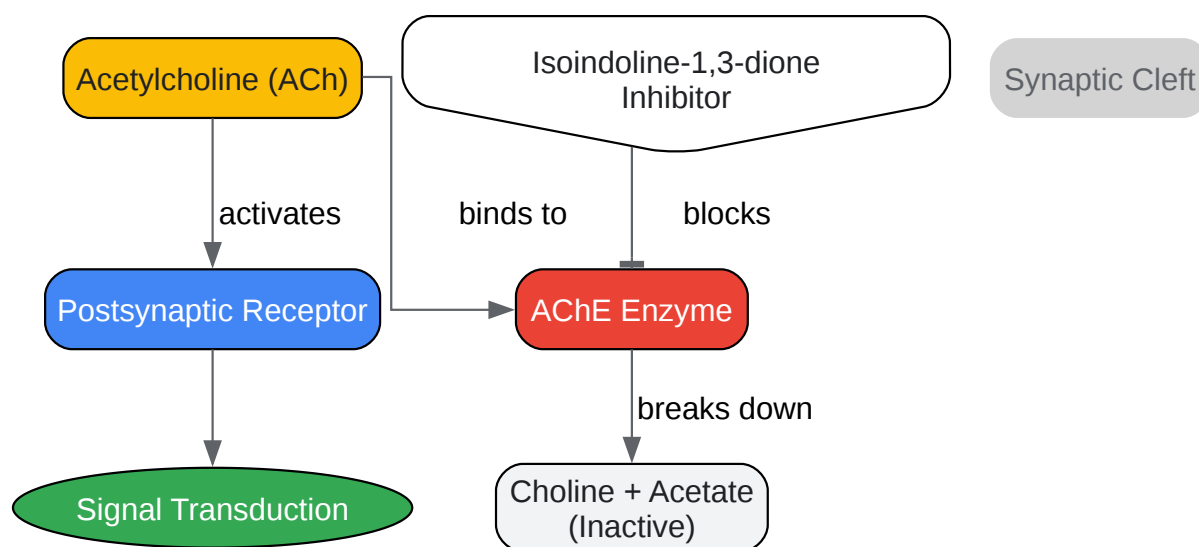 Acetylcholine (ACh)
Isoindoline-1,3-dione
Inhibitor
Synaptic Cleft
activates
binds to
blocks
Postsynaptic Receptor
AChE Enzyme
breaks down
Signal Transduction
Choline + Acetate
(Inactive)